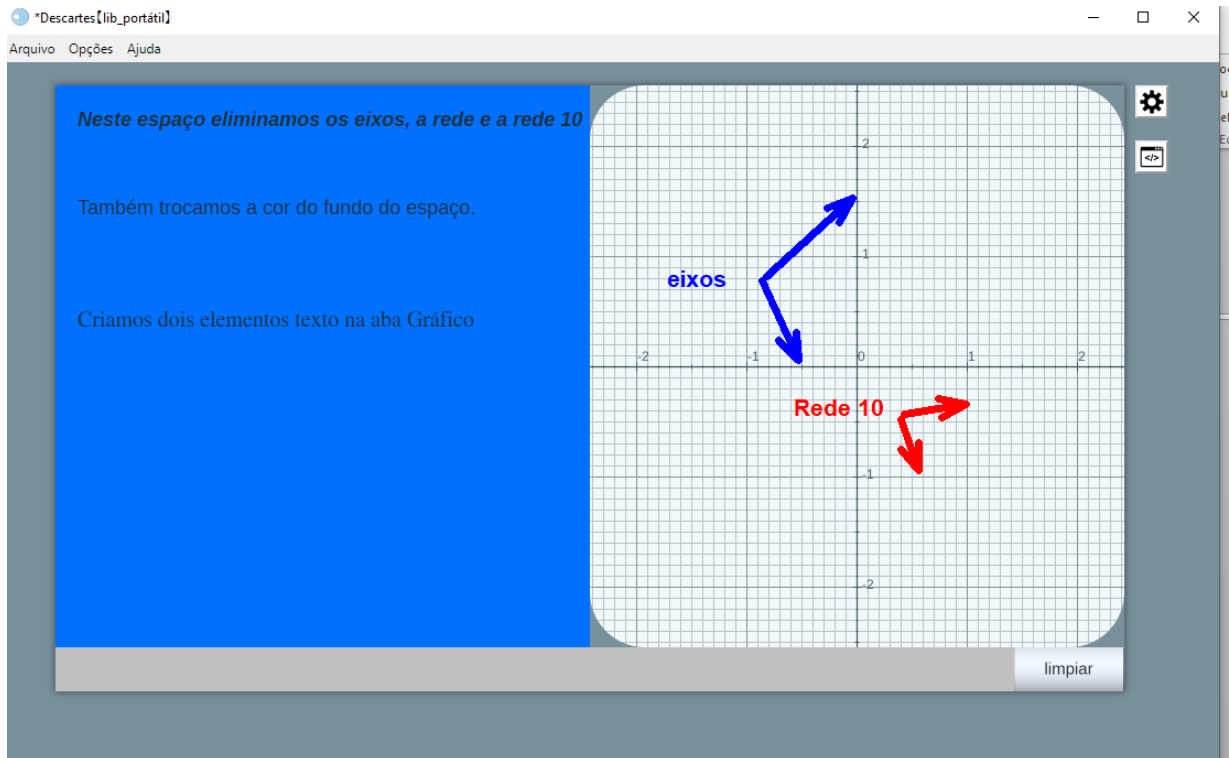 *Descartes【lib_portátil】
Arquivo Opções Ajuda
Neste espaço eliminamos os eixos, a rede e a rede 10
Também trocamos a cor do fundo do espaço.
Criamos dois elementos texto na aba Gráfico
2
1
eixos
-2 -1 0 1 2
Rede 10
-1
-2
limpiar